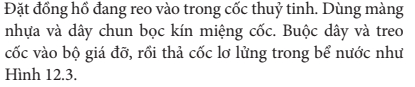 Đặt đồng hồ đang reo vào trong cốc thuỷ tinh. Dùng màng
nhựa và dây chun bọc kín miệng cốc. Buộc dây và treo
cốc vào bộ giá đỡ, rồi thả cốc lơ lửng trong bể nước như
Hình 12.3.